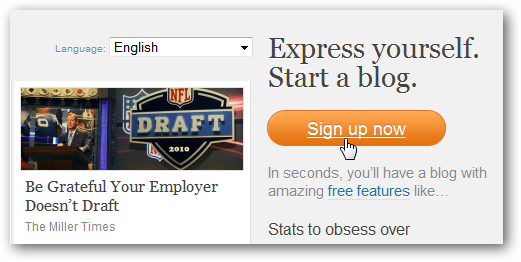 Language: English
Express yourself.
Start a blog.
NFL
DRAFT
2010
Sign up now
Be Grateful Your Employer
Doesn't Draft
The Miller Times
In seconds, you'll have a blog with
amazing free features like…
Stats to obsess over